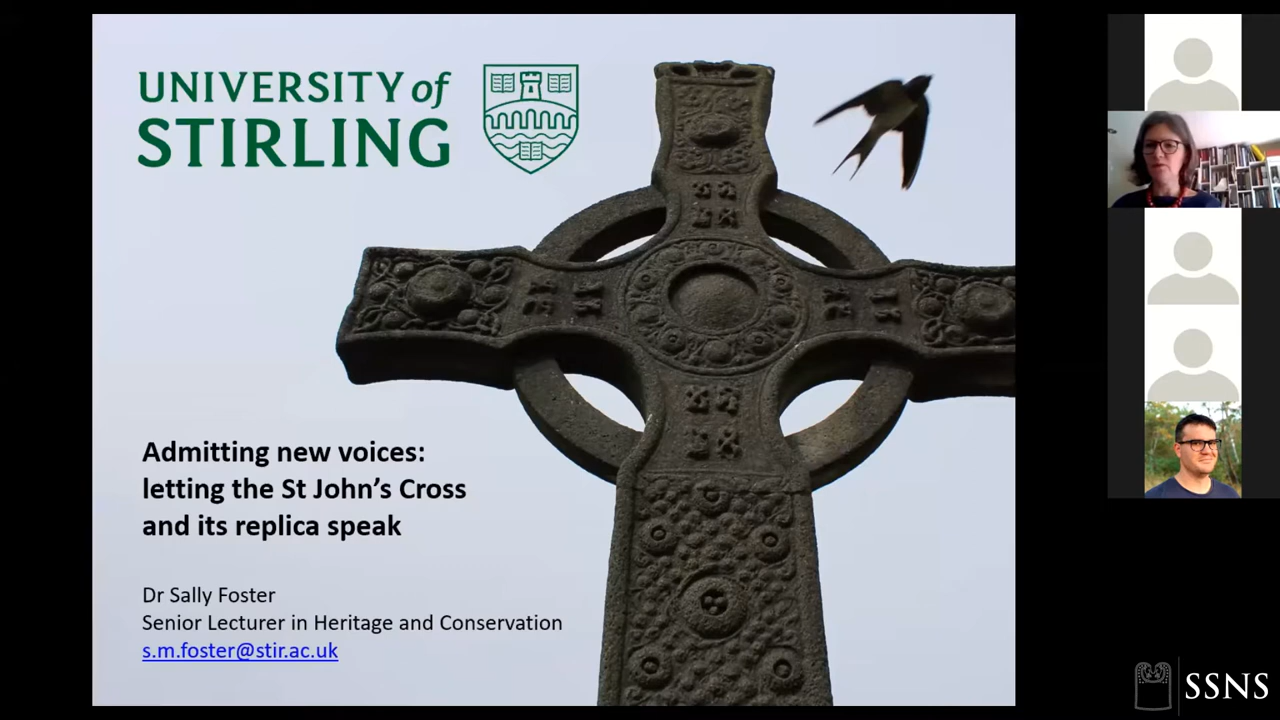 UNIVERSITY of
STIRLING
Admitting new voices:
letting the St John's Cross
and its replica speak
Dr Sally Foster
Senior Lecturer in Heritage and Conservation
s.m.foster@stir.ac.uk
SSNS